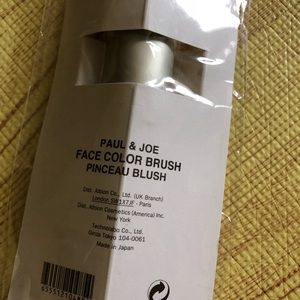 PAUL & JOE
FACE COLOR BRUSH
PINCEAU BLUSH
Dist. Albion Co., Ltd. (UK Branch)
London SW1X7JF - Paris
Dist. Albion Cosmetics (America) Inc.
New York
Technolabo Co., Ltd.
Ginza Tokyo 104-0061
Made in Japan